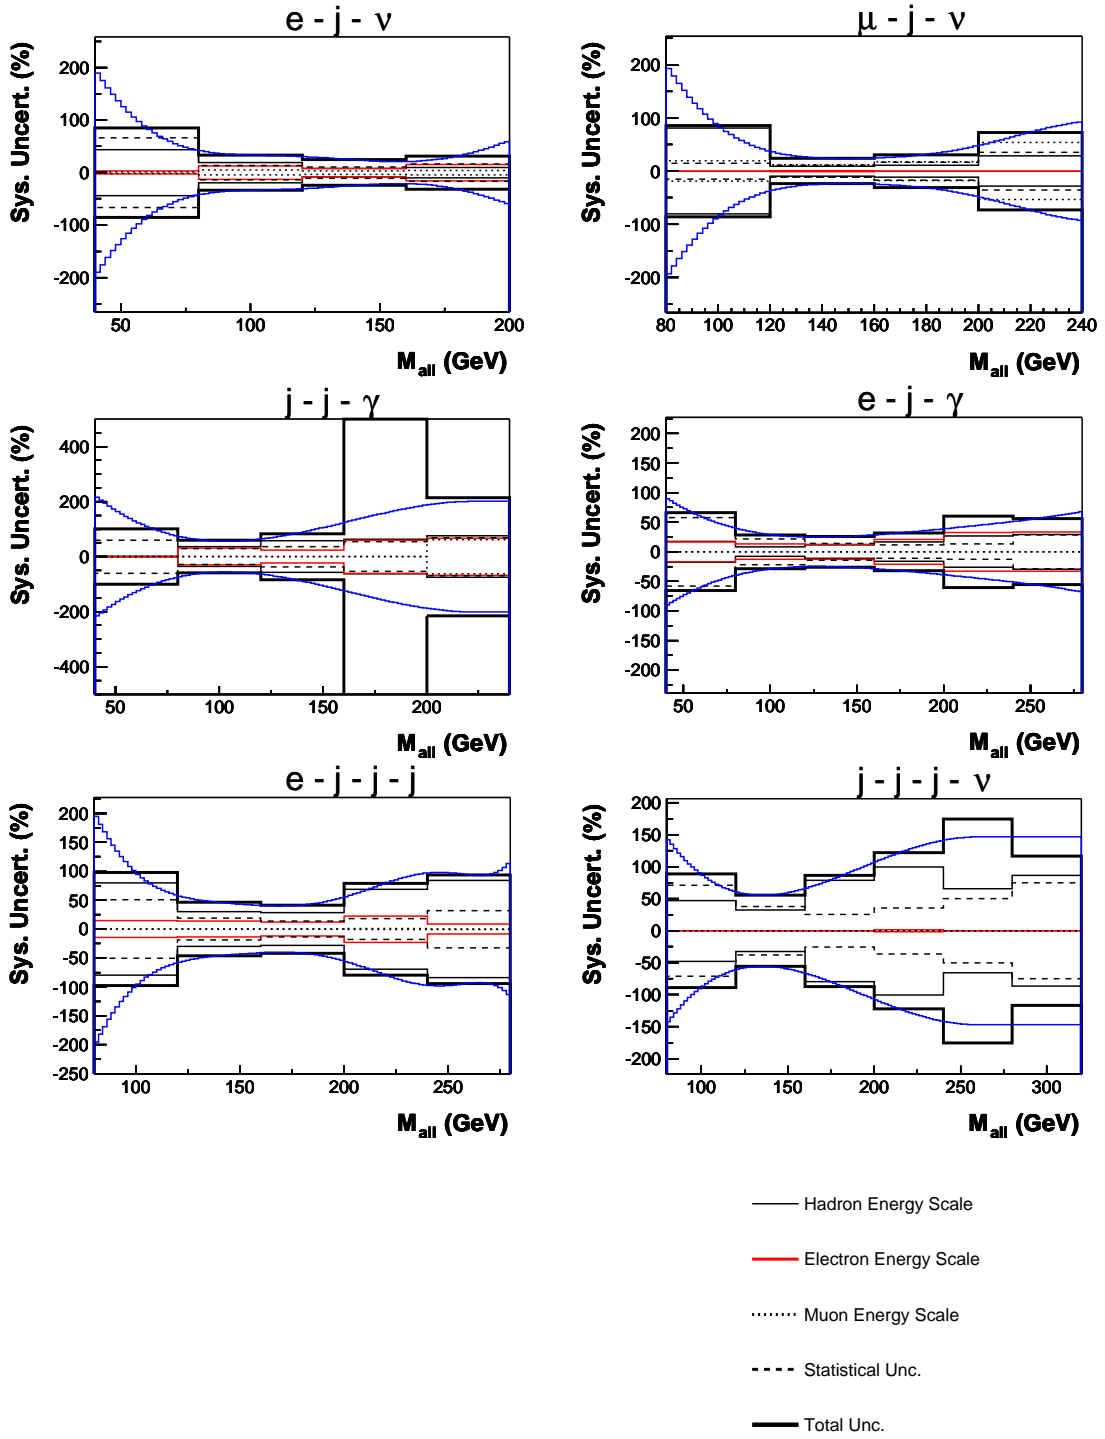 e - j - ν
Sys. Uncert. (%)
200
100
0
-100
-200
50 100 150 200
M_all (GeV)
μ - j - ν
Sys. Uncert. (%)
200
100
0
-100
-200
80 100 120 140 160 180 200 220 240
M_all (GeV)
j - j - γ
Sys. Uncert. (%)
400
200
0
-200
-400
50 100 150 200
M_all (GeV)
e - j - γ
Sys. Uncert. (%)
200
150
100
50
0
-50
-100
-150
-200
50 100 150 200 250
M_all (GeV)
e - j - j - j
Sys. Uncert. (%)
200
150
100
50
0
-50
-100
-150
-200
-250
100 150 200 250
M_all (GeV)
j - j - j - ν
Sys. Uncert. (%)
200
150
100
50
0
-50
-100
-150
-200
100 150 200 250 300
M_all (GeV)
Hadron Energy Scale
Electron Energy Scale
Muon Energy Scale
Statistical Unc.
Total Unc.